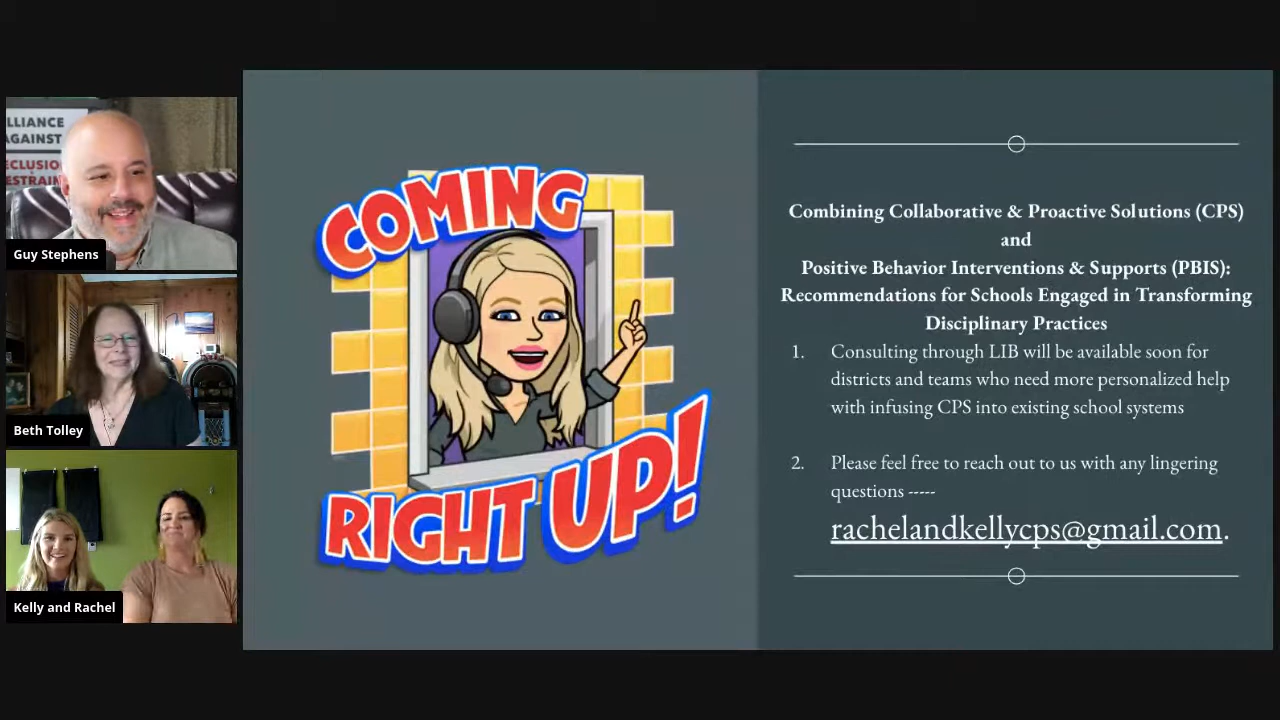 LLIANCE
AGAINST
ECLUSIO
ESTRAIN
Guy Stephens
Beth Tolley
Kelly and Rachel
COMING
RIGHT UP!
Combining Collaborative & Proactive Solutions (CPS)
and
Positive Behavior Interventions & Supports (PBIS):
Recommendations for Schools Engaged in Transforming
Disciplinary Practices
1. Consulting through LIB will be available soon for
districts and teams who need more personalized help
with infusing CPS into existing school systems
2. Please feel free to reach out to us with any lingering
questions -----
rachelandkellycps@gmail.com.